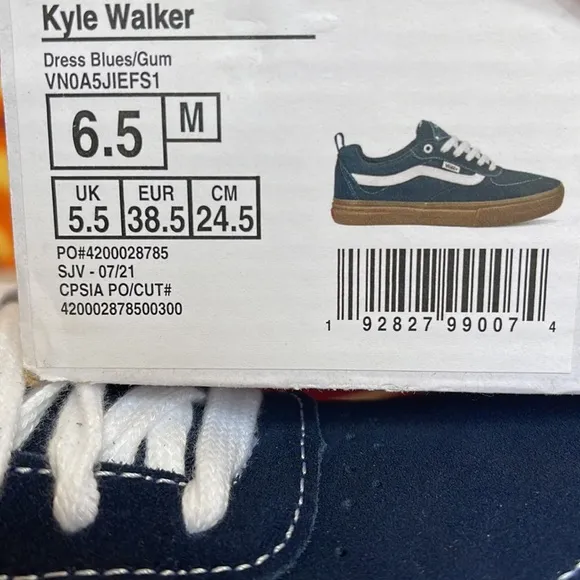 Kyle Walker
Dress Blues/Gum
VN0A5JIEFS1
6.5 M
UK EUR CM
5.5 38.5 24.5
PO#4200028785
SJV - 07/21
CPSIA PO/CUT#
420002878500300
1 92827 99007 4